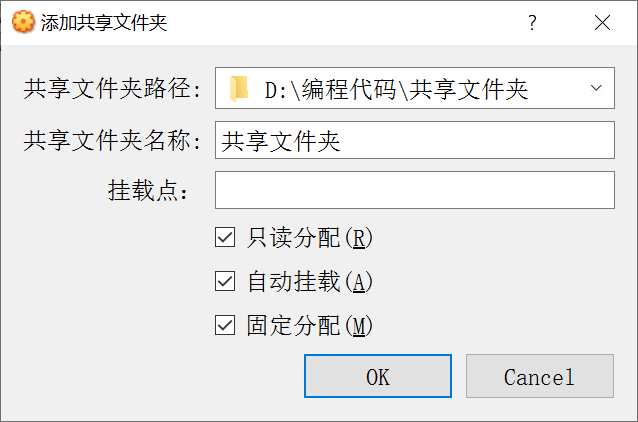 添加共享文件夹 ?
共享文件夹路径: D:\编程代码\共享文件夹
共享文件夹名称: 共享文件夹
挂载点：
只读分配(R)
自动挂载(A)
固定分配(M)
OK Cancel